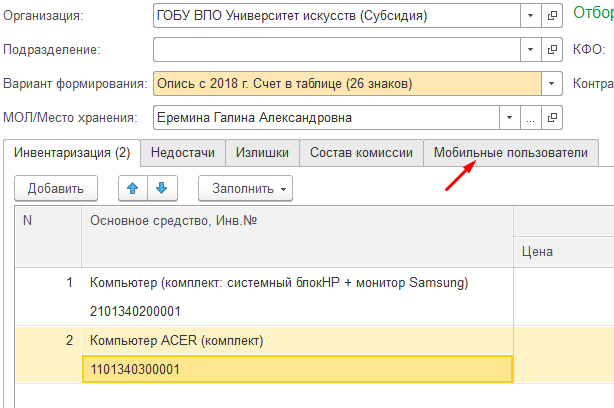 Организация: ГОБУ ВПО Университет искусств (Субсидия) Отбор
Подразделение: КФО:
Вариант формирования: Опись с 2018 г. Счет в таблице (26 знаков) Контра
МОЛ/Место хранения: Еремина Галина Александровна ...
Инвентаризация (2) Недостачи Излишки Состав комиссии Мобильные пользователи
Добавить Заполнить
N Основное средство, Инв.№
Цена
1 Компьютер (комплект: системный блокHP + монитор Samsung)
2101340200001
2 Компьютер ACER (комплект)
1101340300001